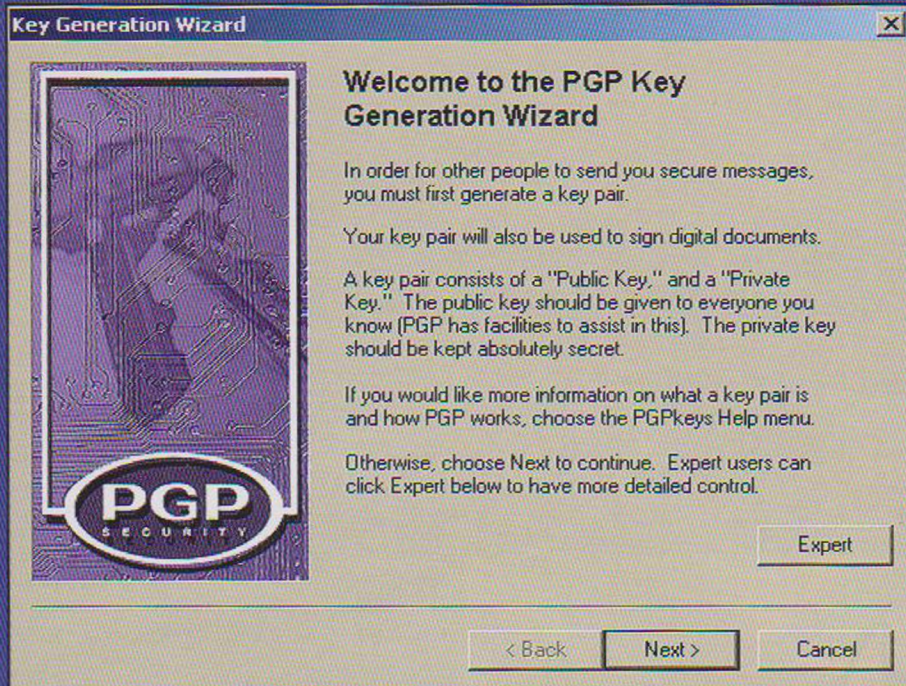 Key Generation Wizard
Welcome to the PGP Key
Generation Wizard
In order for other people to send you secure messages,
you must first generate a key pair.
Your key pair will also be used to sign digital documents.
A key pair consists of a "Public Key," and a "Private
Key." The public key should be given to everyone you
know (PGP has facilities to assist in this). The private key
should be kept absolutely secret.
If you would like more information on what a key pair is
and how PGP works, choose the PGPkeys Help menu.
Otherwise, choose Next to continue. Expert users can
click Expert below to have more detailed control.
PGP
SECURITY
Expert
< Back
Next >
Cancel